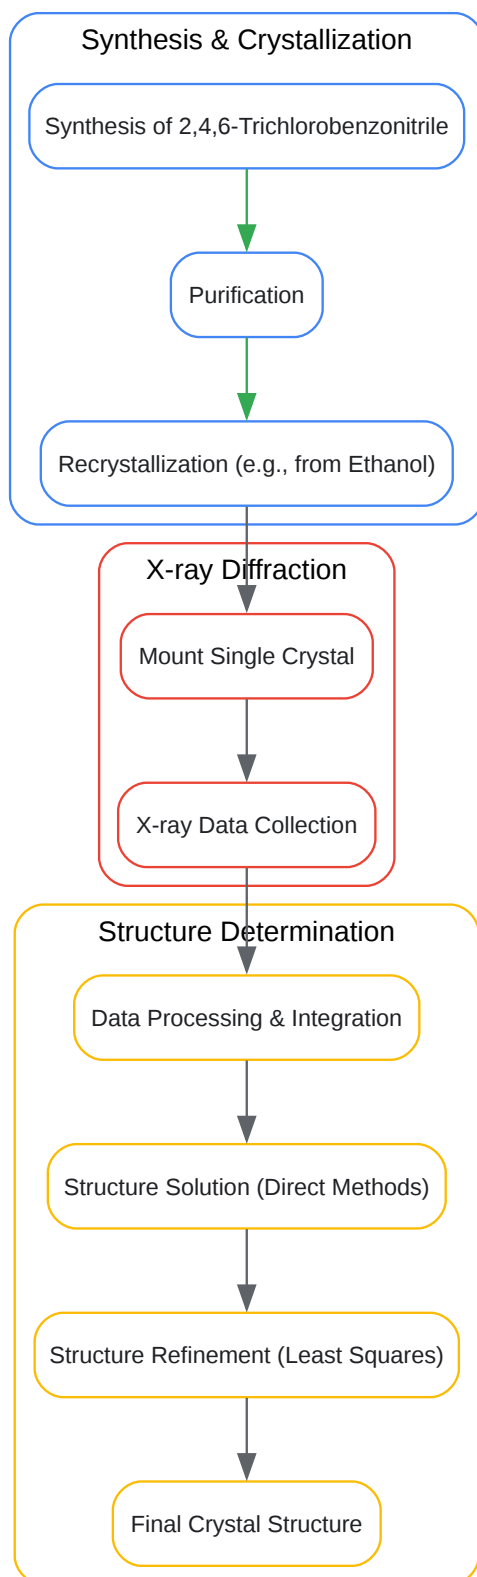 Synthesis & Crystallization
Synthesis of 2,4,6-Trichlorobenzonitrile
Purification
Recrystallization (e.g., from Ethanol)
X-ray Diffraction
Mount Single Crystal
X-ray Data Collection
Structure Determination
Data Processing & Integration
Structure Solution (Direct Methods)
Structure Refinement (Least Squares)
Final Crystal Structure